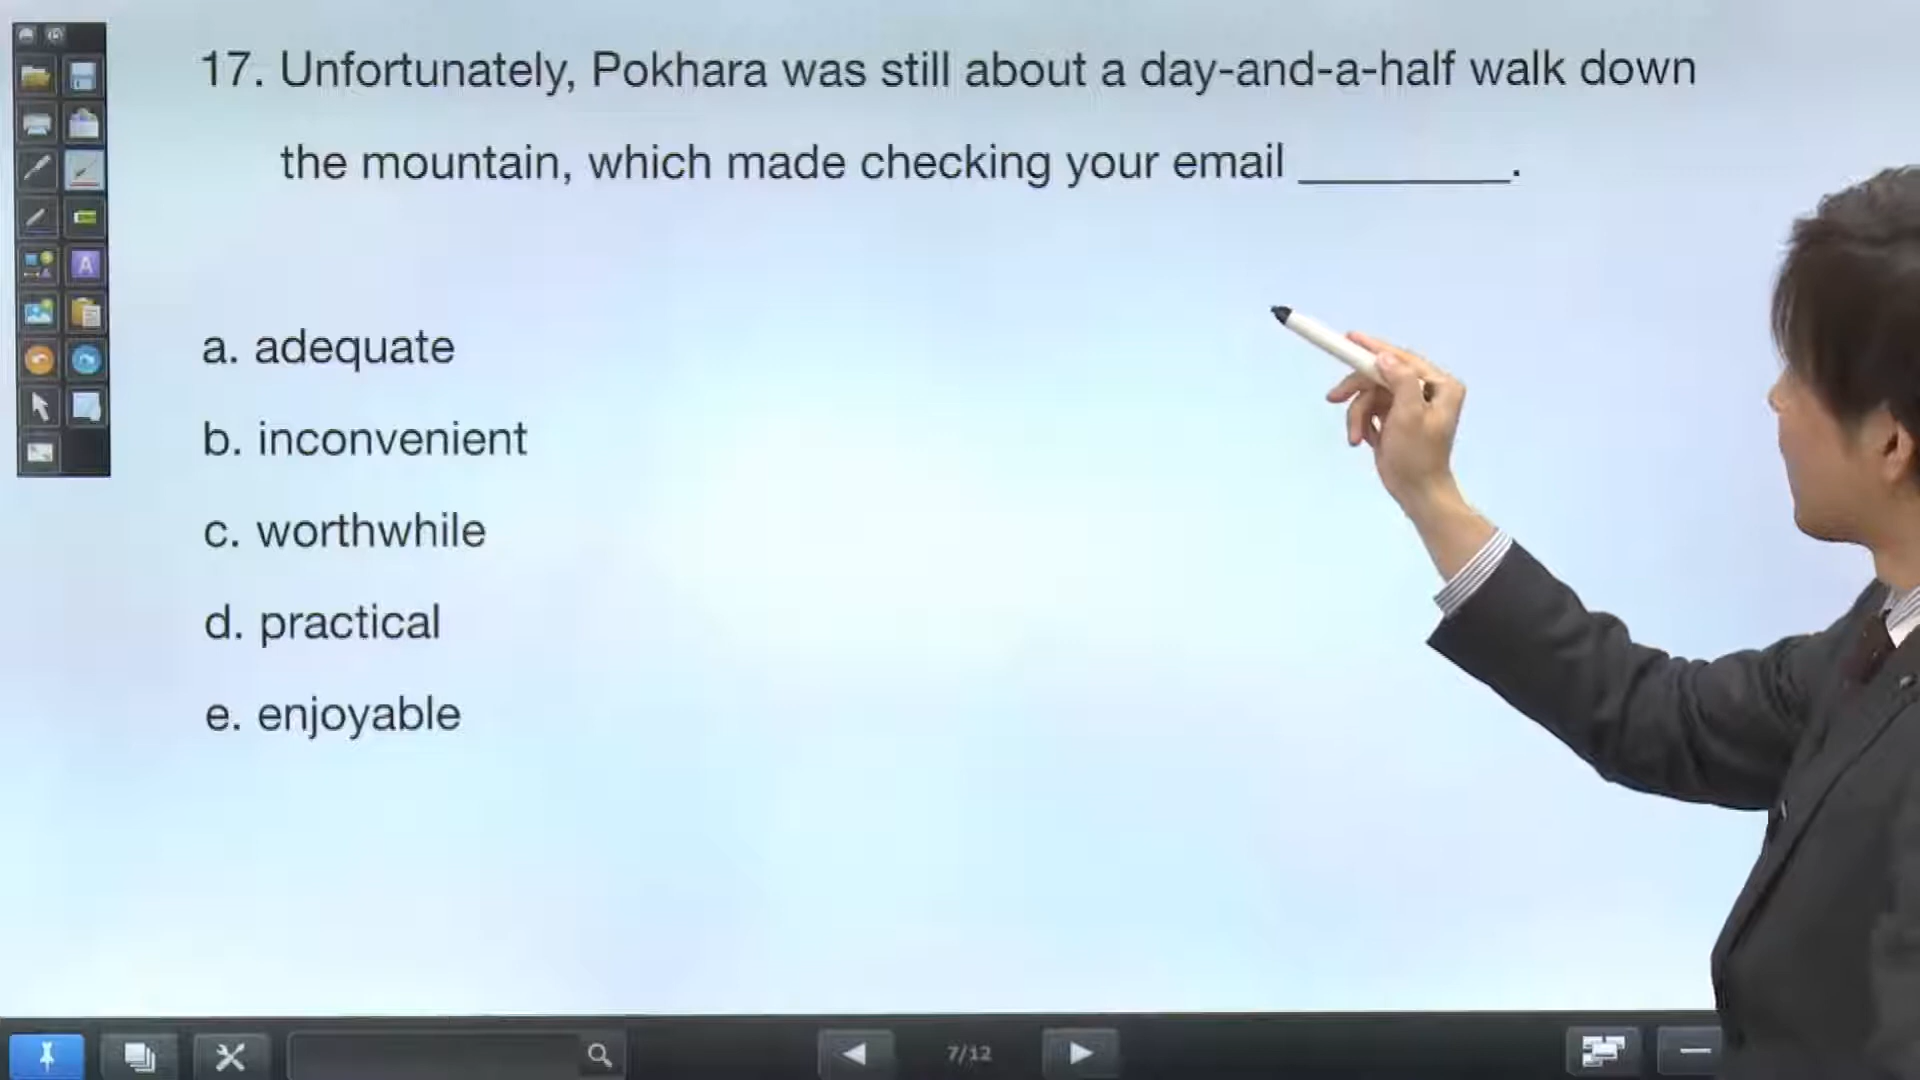 17. Unfortunately, Pokhara was still about a day-and-a-half walk down
the mountain, which made checking your email _________.
a. adequate
b. inconvenient
c. worthwhile
d. practical
e. enjoyable
A
7/12